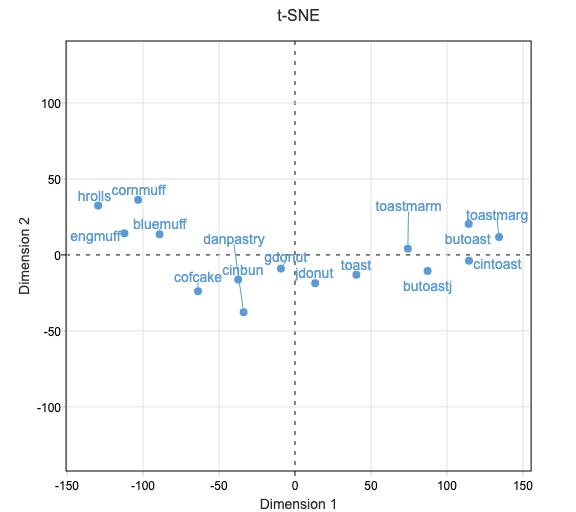 t-SNE
Dimension 2
100
50
0
-50
-100
hrolls
cornmuff
engmuff
bluemuff
danpastry
cofcake
cinbun
gdonut
jdonut
toast
toastmarm
toastmarg
butoast
cintoast
butoastj
-150
-100
-50
0
50
100
150
Dimension 1